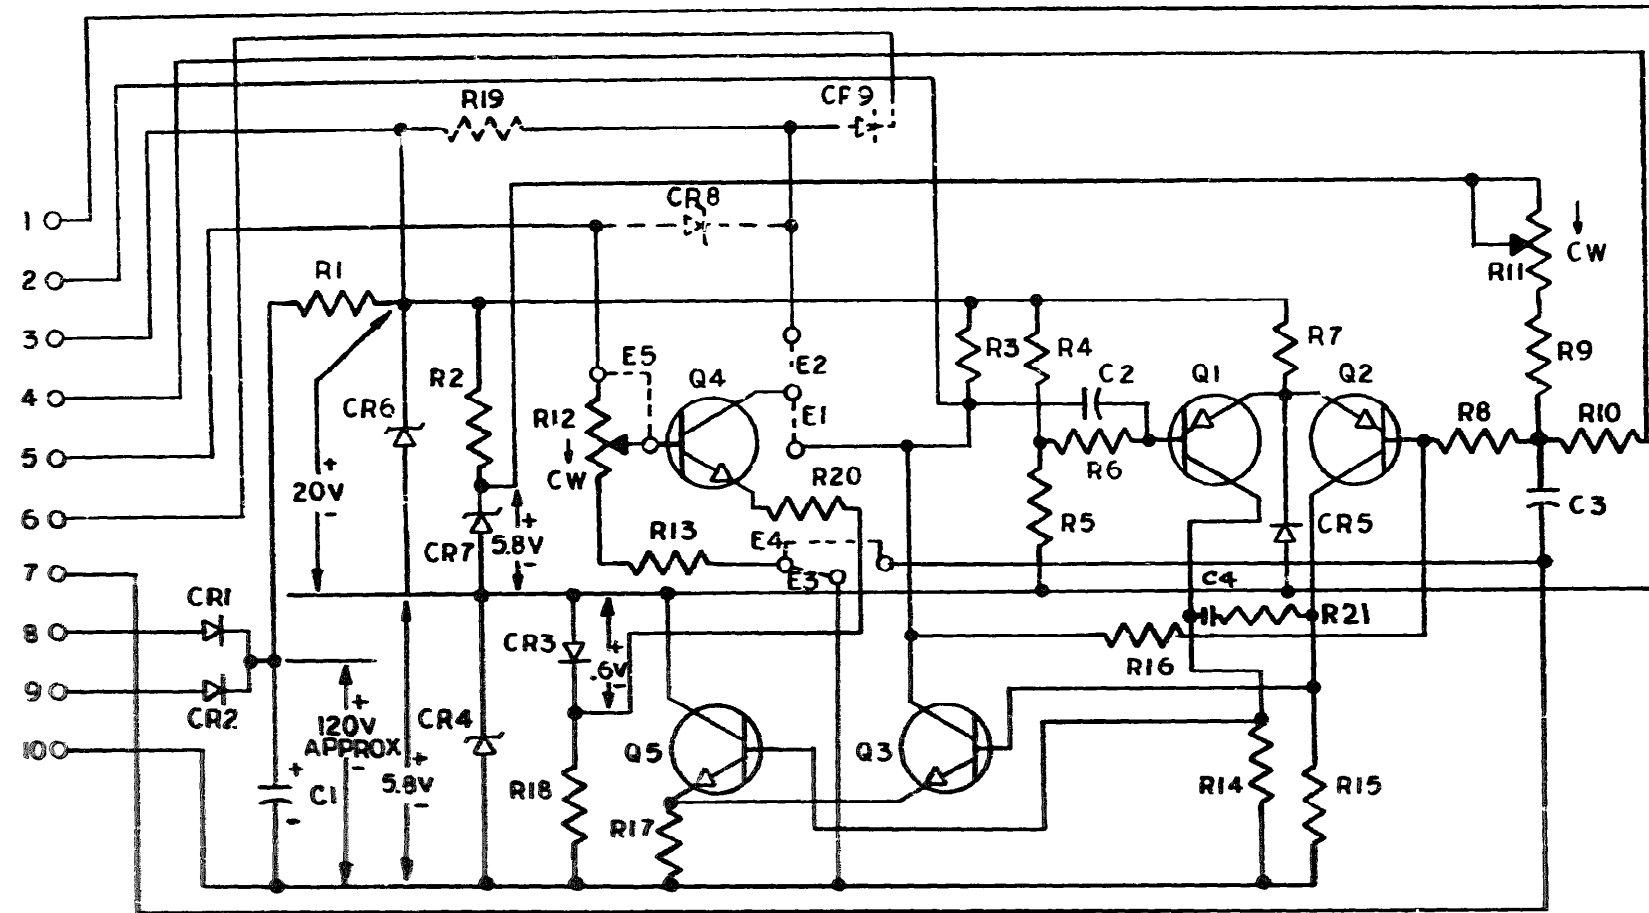 R19
CR9
CR8
1
2
R1
R11
CW
3
R3
R4
R7
R9
E5
E2
R2
Q4
C2
Q1
Q2
4
CR6
R12
E1
R8
R10
5
CW
R6
20V
+
-
R20
C3
6
R13
R5
CR5
CR7
5.8V
+
-
E4
7
E3
C4
CR1
R21
8
CR3
+
.6V
-
R16
9
CR2
+
120V
APPROX
-
CR4
10
Q5
Q3
+
5.8V
-
+
C1
-
R18
R14
R15
R17